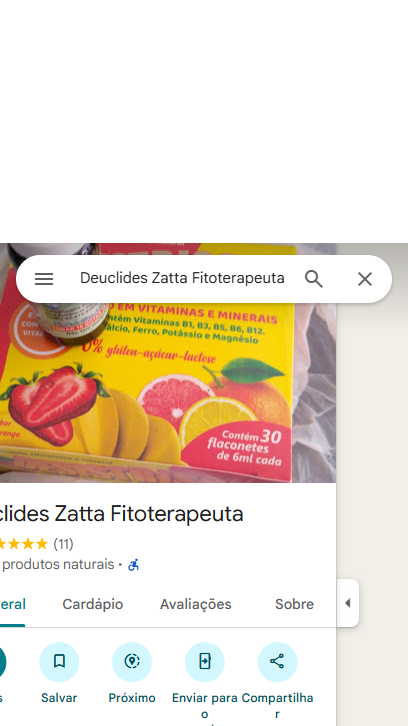 Deuclides Zatta Fitoterapeuta
EM VITAMINAS E MINERAIS
ntém Vitaminas B1, B3, B5, B6, B12,
álcio, Ferro, Potássio e Magnésio
0% glúten-açúcar-lactose
Contém 30
flaconetes
de 6ml cada
clides Zatta Fitoterapeuta
(11)
produtos naturais ·
eral Cardápio Avaliações Sobre
s Salvar Próximo Enviar para o Compartilhar